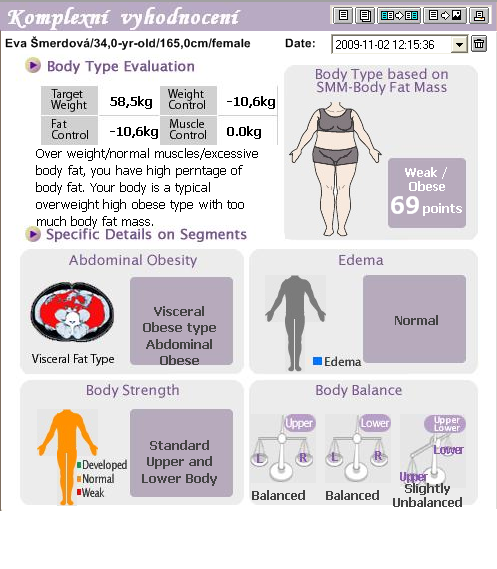 Komplexní vyhodnocení
Eva Šmerdová/34,0-yr-old/165,0cm/female
Date:
2009-11-02 12:15:36
Body Type Evaluation
Target Weight
58,5kg
Weight Control
-10,6kg
Fat Control
-10,6kg
Muscle Control
0.0kg
Over weight/normal muscles/excessive
body fat, you have high perntage of
body fat. Your body is a typical
overweight high obese type with too
much body fat mass.
Body Type based on
SMM-Body Fat Mass
Weak /
Obese
69 points
Specific Details on Segments
Abdominal Obesity
Visceral Fat Type
Visceral
Obese type
Abdominal
Obese
Edema
Edema
Normal
Body Strength
Developed
Normal
Weak
Standard
Upper and
Lower Body
Body Balance
Upper
L R
Balanced
Lower
L R
Balanced
Upper
Lower
Lower
Upper
Slightly
Unbalanced